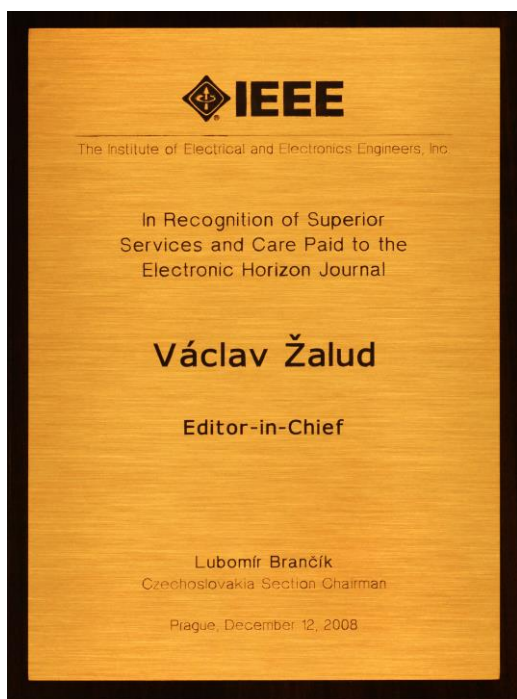 IEEE
The Institute of Electrical and Electronics Engineers, Inc.
In Recognition of Superior
Services and Care Paid to the
Electronic Horizon Journal
Václav Žalud
Editor-in-Chief
Lubomír Brančík
Czechoslovakia Section Chairman
Prague, December 12, 2008